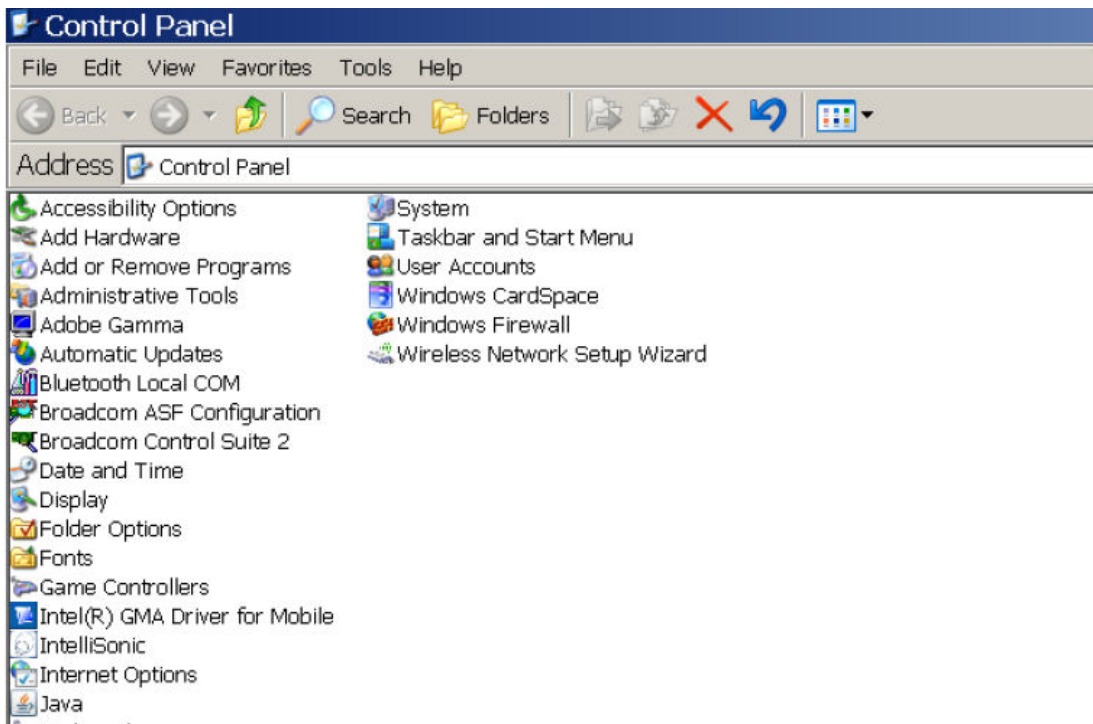 Control Panel
File Edit View Favorites Tools Help
Back Search Folders
Address Control Panel
Accessibility Options
Add Hardware
Add or Remove Programs
Administrative Tools
Adobe Gamma
Automatic Updates
Bluetooth Local COM
Broadcom ASF Configuration
Broadcom Control Suite 2
Date and Time
Display
Folder Options
Fonts
Game Controllers
Intel(R) GMA Driver for Mobile
IntelliSonic
Internet Options
Java
System
Taskbar and Start Menu
User Accounts
Windows CardSpace
Windows Firewall
Wireless Network Setup Wizard